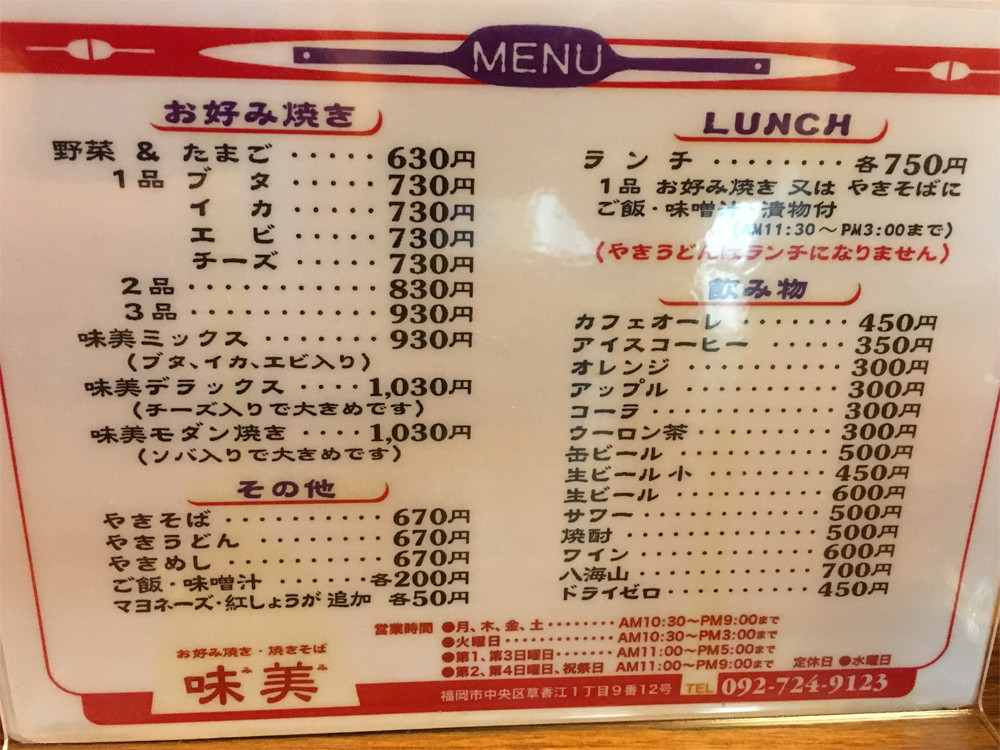 MENU
お好み焼き
野菜 & たまご ····· 630円
1品 ブタ ····· 730円
イカ ····· 730円
エビ ····· 730円
チーズ ····· 730円
2品 ············ 830円
3品 ············ 930円
味美ミックス ······· 930円
(ブタ、イカ、エビ入り)
味美デラックス ···· 1,030円
(チーズ入りで大きめです)
味美モダン焼き ···· 1,030円
(ソバ入りで大きめです)
その他
やきそば ·········· 670円
やきうどん ········· 670円
やきめし ·········· 670円
ご飯・味噌汁 ······· 各200円
マヨネーズ・紅しょうが 追加 各50円
お好み焼き・焼きそば
味美
み み
LUNCH
ランチ ········ 各750円
1品 お好み焼き 又は やきそばに
ご飯・味噌汁・漬物付
(AM11:30～PM3:00まで)
(やきうどんはランチになりません)
飲み物
カフェオーレ ······· 450円
アイスコーヒー ····· 350円
オレンジ ·········· 300円
アップル ·········· 300円
コーラ ············ 300円
ウーロン茶 ········· 300円
缶ビール ·········· 500円
生ビール 小 ······· 450円
生ビール ·········· 600円
サワー ············ 500円
焼酎 ············· 500円
ワイン ············ 600円
八海山 ············ 700円
ドライゼロ ········· 450円
営業時間 ●月、木、金、土 ········ AM10:30～PM9:00まで
●火曜日 ············ AM10:30～PM3:00まで
●第1、第3日曜日 ····· AM11:00～PM5:00まで
●第2、第4日曜日、祝祭日 AM11:00～PM9:00まで 定休日 ●水曜日
福岡市中央区草香江1丁目9番12号 TEL 092-724-9123